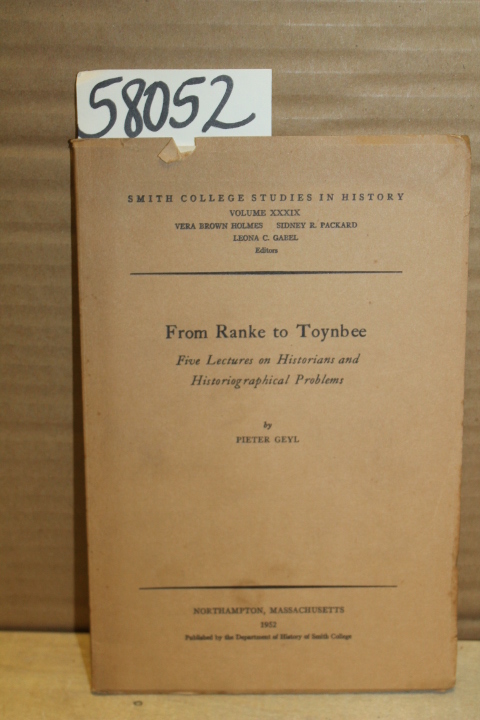 58052
SMITH COLLEGE STUDIES IN HISTORY
VOLUME XXXIX
VERA BROWN HOLMES SIDNEY R. PACKARD
LEONA C. GABEL
Editors
From Ranke to Toynbee
Five Lectures on Historians and
Historiographical Problems
by
PIETER GEYL
NORTHAMPTON, MASSACHUSETTS
1952
Published by the Department of History of Smith College